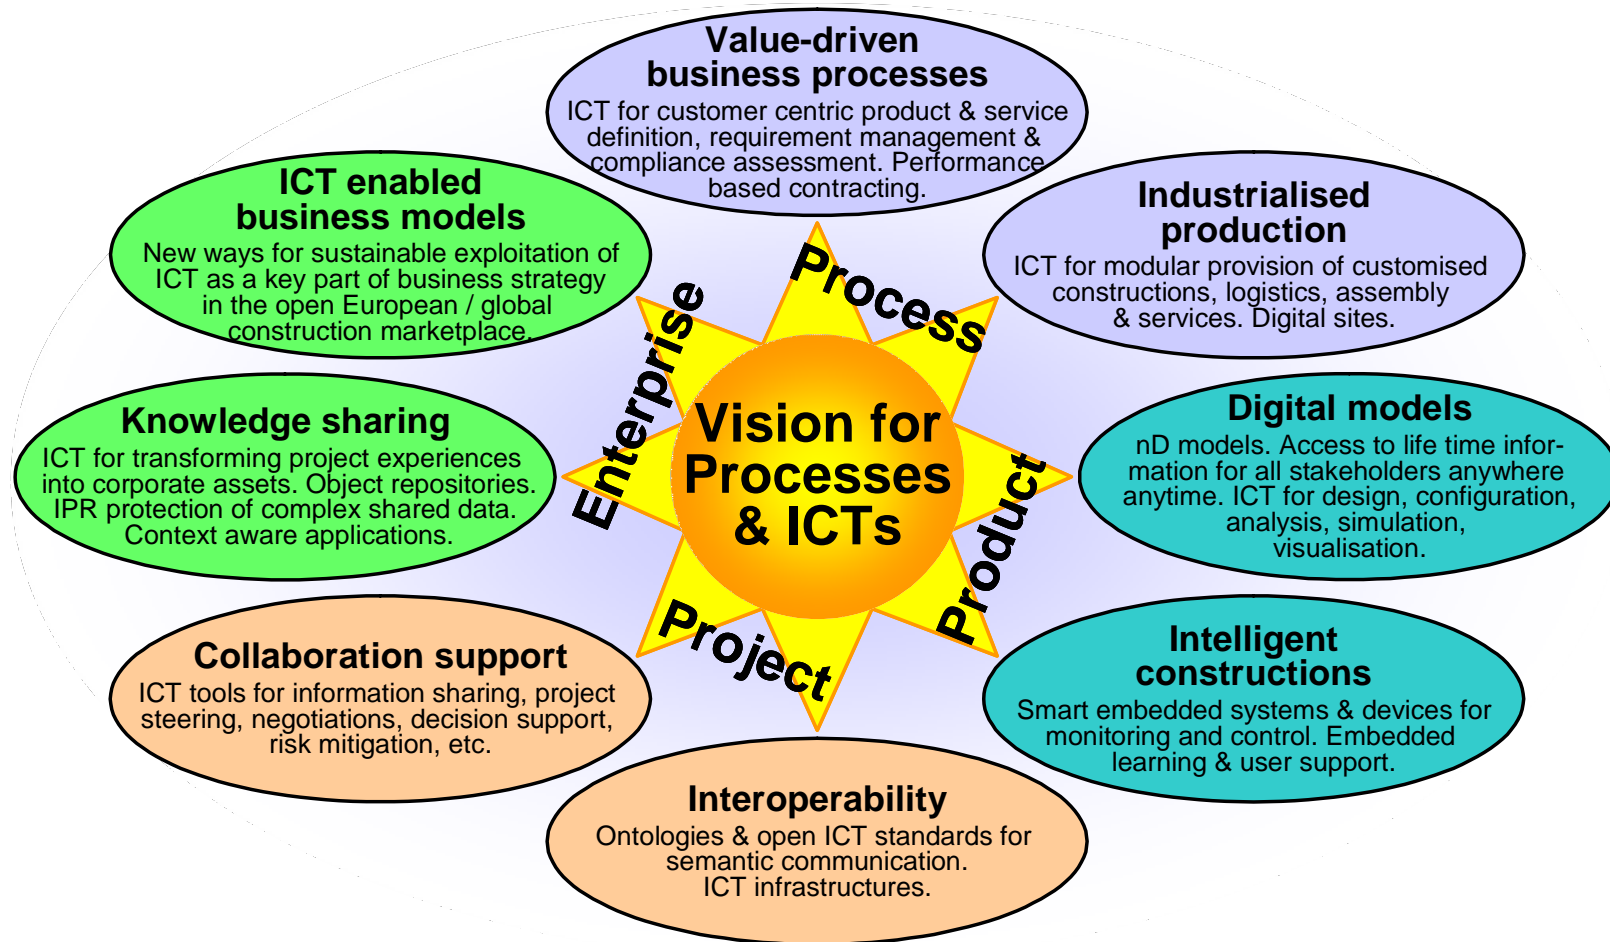 Value-driven
business processes
ICT for customer centric product & service
definition, requirement management &
compliance assessment. Performance
based contracting.
ICT enabled
business models
New ways for sustainable exploitation of
ICT as a key part of business strategy
in the open European / global
construction marketplace.
Industrialised
production
ICT for modular provision of customised
constructions, logistics, assembly
& services. Digital sites.
Process
Enterprise
Vision for
Processes
& ICTs
Product
Project
Knowledge sharing
ICT for transforming project experiences
into corporate assets. Object repositories.
IPR protection of complex shared data.
Context aware applications.
Digital models
nD models. Access to life time infor-
mation for all stakeholders anywhere
anytime. ICT for design, configuration,
analysis, simulation,
visualisation.
Collaboration support
ICT tools for information sharing, project
steering, negotiations, decision support,
risk mitigation, etc.
Intelligent
constructions
Smart embedded systems & devices for
monitoring and control. Embedded
learning & user support.
Interoperability
Ontologies & open ICT standards for
semantic communication.
ICT infrastructures.